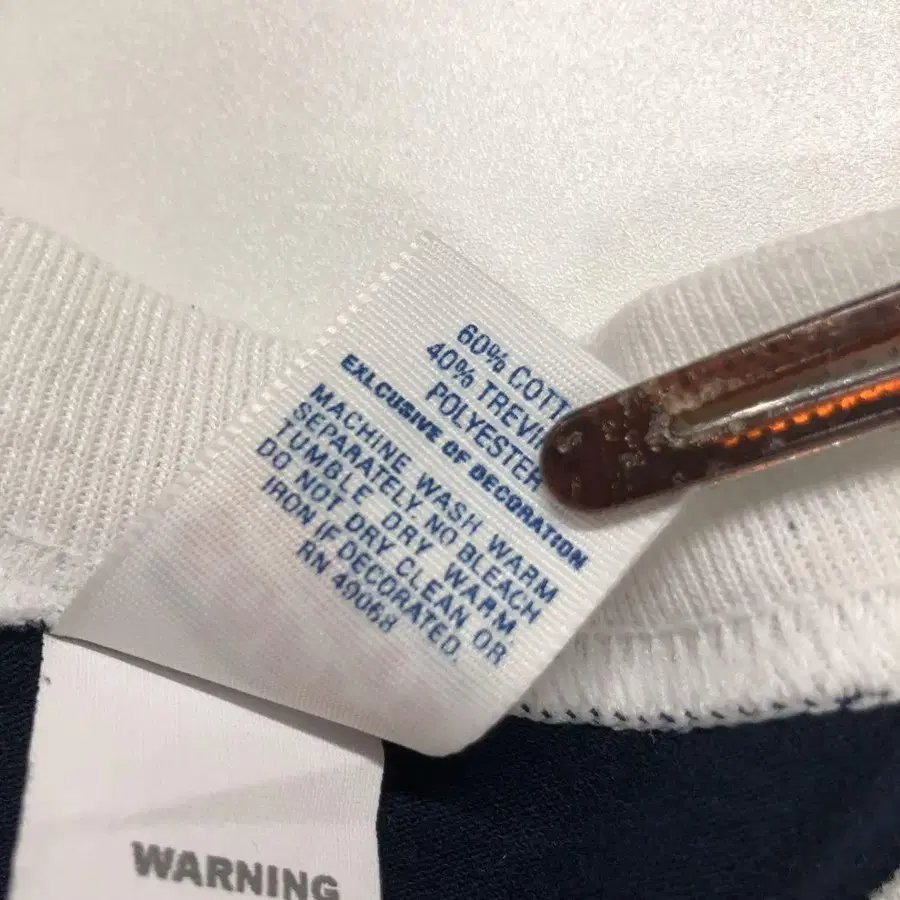 60% COTT
40% TREVI
POLYESTER
EXLCUSIVE OF DECORATION
MACHINE WASH WARM
SEPARATELY NO BLEACH
TUMBLE DRY WARM
DO NOT DRY CLEAN OR
IRON IF DECORATED.
RN 49068
WARNING